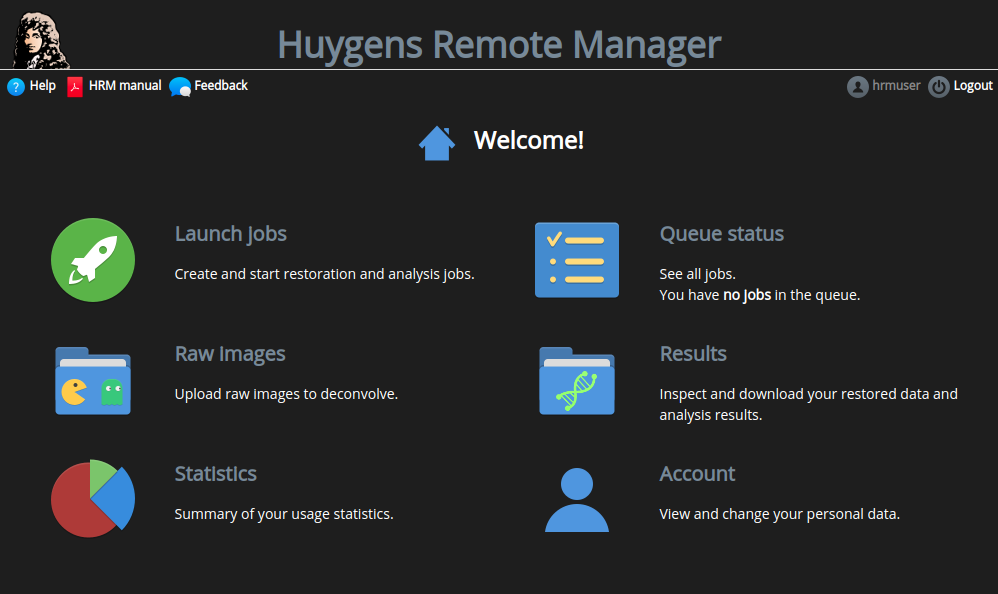 Huygens Remote Manager
? Help HRM manual Feedback hrmuser Logout
Welcome!
Launch Jobs
Create and start restoration and analysis jobs.
Queue status
See all jobs.
You have no jobs in the queue.
Raw images
Upload raw images to deconvolve.
Results
Inspect and download your restored data and
analysis results.
Statistics
Summary of your usage statistics.
Account
View and change your personal data.